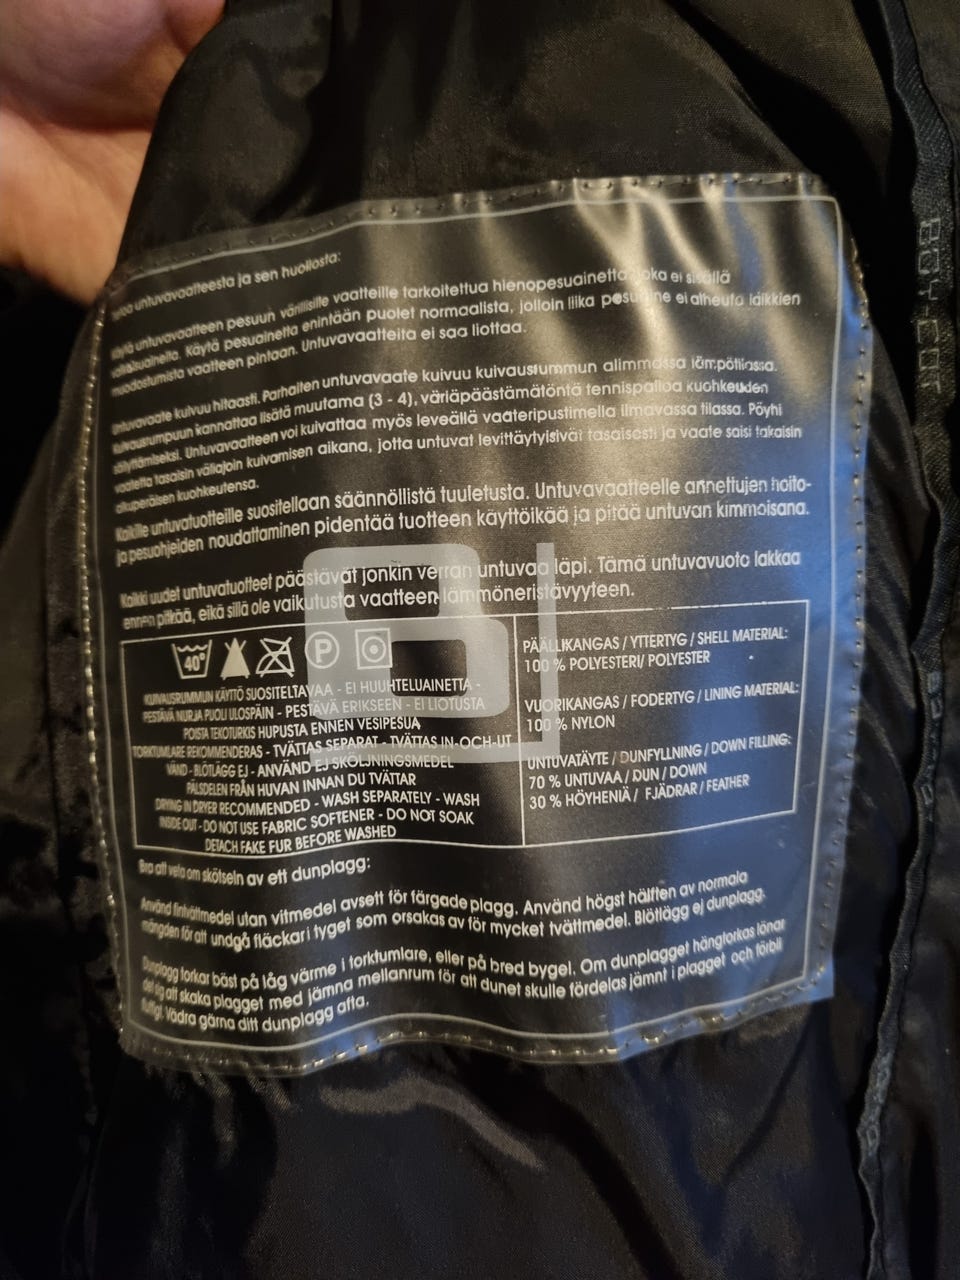 tietoa untuvavaatteesta ja sen huollosta:
Käytä untuvavaatteen pesuun värillisille vaatteille tarkoitettua hienopesuainetta joka ei sisällä
valkaisuainetta. Käytä pesuainetta enintään puolet normaalista, jolloin liika pesuaine ei aiheuta läikkien
muodostumista vaatteen pintaan. Untuvavaatteita ei saa liottaa.
Untuvavaate kuivuu hitaasti. Parhaiten untuvavaate kuivuu kuivausrummun alimmassa lämpötilassa.
Kuivausrumpuun kannattaa lisätä muutama (3 - 4), väriäpäästämätöntä tennispalloa kuohkeuden
säilyttämiseksi. Untuvavaatteen voi kuivattaa myös leveällä vaateripustimella ilmavassa tilassa. Pöyhi
vaatetta tasaisin väliajoin kuivamisen aikana, jotta untuvat levittäytyisivät tasaisesti ja vaate saisi takaisin
alkuperäisen kuohkeutensa.
Kaikille untuvatuotteille suositellaan säännöllistä tuuletusta. Untuvavaatteelle annettujen hoito-
ja pesuohjeiden noudattaminen pidentää tuotteen käyttöikää ja pitää untuvan kimmoisana.
Kaikki uudet untuvatuotteet päästävät jonkin verran untuvaa läpi. Tämä untuvavuoto lakkaa
ennen pitkää, eikä sillä ole vaikutusta vaatteen lämmöneristävyyteen.
40° P
KUIVAUSRUMMUN KÄYTTÖ SUOSITELTAVAA - EI HUUHTELUAINETTA -
PESTÄVÄ NURJA PUOLI ULOSPÄIN - PESTÄVÄ ERIKSEEN - EI LIOTUSTA
POISTA TEKOTURKIS HUPUSTA ENNEN VESIPESUA
TORKTUMLARE REKOMMENDERAS - TVÄTTAS SEPARAT - TVÄTTAS IN-OCH-UT
VÄND - BLÖTLÄGG EJ - ANVÄND EJ SKÖLJNINGSMEDEL
PÄLSDELEN FRÅN HUVAN INNAN DU TVÄTTAR
DRYING IN DRYER RECOMMENDED - WASH SEPARATELY - WASH
INSIDE OUT - DO NOT USE FABRIC SOFTENER - DO NOT SOAK
DETACH FAKE FUR BEFORE WASHED
PÄÄLLIKANGAS / YTTERTYG / SHELL MATERIAL:
100 % POLYESTERI/ POLYESTER
VUORIKANGAS / FODERTYG / LINING MATERIAL:
100 % NYLON
UNTUVATÄYTE / DUNFYLLNING / DOWN FILLING:
70 % UNTUVAA / DUN / DOWN
30 % HÖYHENIÄ / FJÄDRAR / FEATHER
Bra att veta om skötseln av ett dunplagg:
Använd fintvättmedel utan vitmedel avsett för färgade plagg. Använd högst hälften av normala
mängden för att undgå fläckar i tyget som orsakas av för mycket tvättmedel. Blötlägg ej dunplagg.
Dunplagg torkar bäst på låg värme i torktumlare, eller på bred bygel. Om dunplagget hängtorkas lönar
det sig att skaka plagget med jämna mellanrum för att dunet skulle fördelas jämnt i plagget och förbli
fluffigt. Vädra gärna ditt dunplagg ofta.